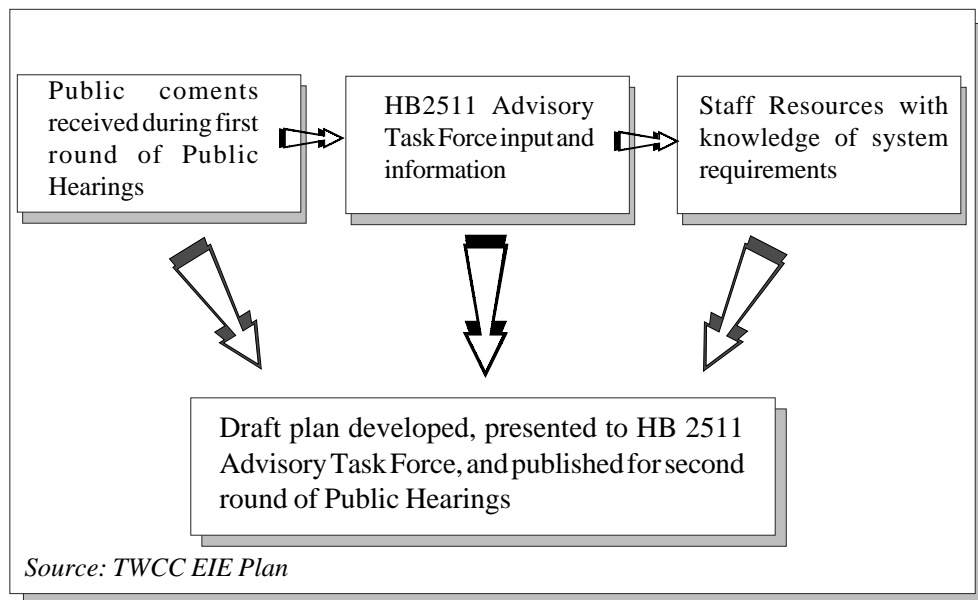 Public coments
received during first
round of Public
Hearings
HB2511 Advisory
Task Force input and
information
Staff Resources with
knowledge of system
requirements
Draft plan developed, presented to HB 2511
Advisory Task Force, and published for second
round of Public Hearings
Source: TWCC EIE Plan